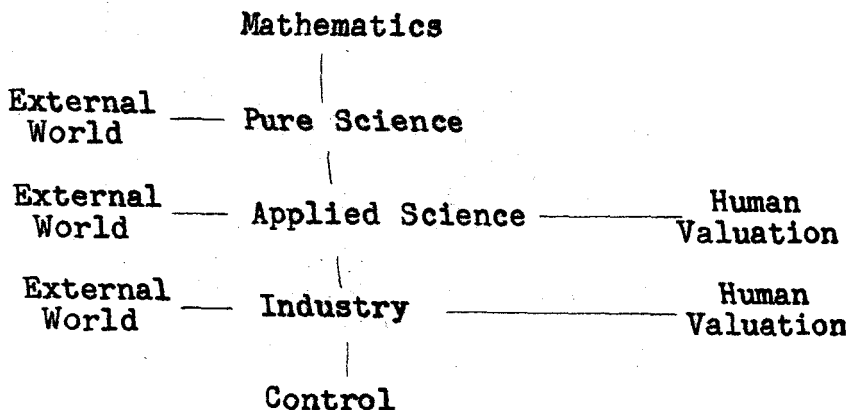 Mathematics
External
World
Pure Science
External
World
Applied Science
Human
Valuation
External
World
Industry
Human
Valuation
Control